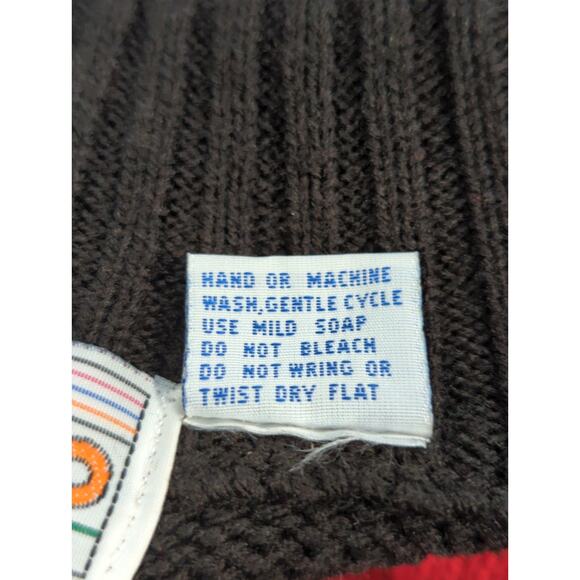 HAND OR MACHINE
WASH,GENTLE CYCLE
USE MILD SOAP
DO NOT BLEACH
DO NOT WRING OR
TWIST DRY FLAT